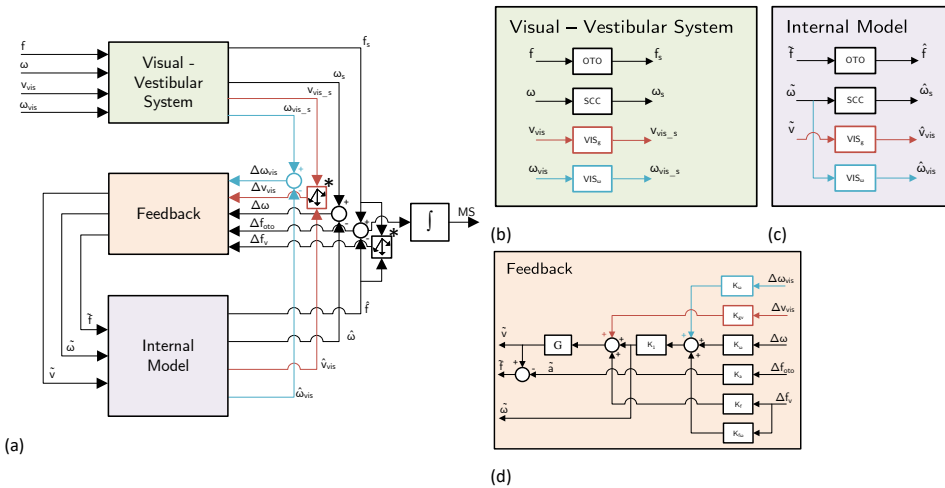 f
ω
v_vis
ω_vis
Visual -
Vestibular
System
f_s
ω_s
v_vis_s
ω_vis_s
Feedback
Δω_vis
Δv_vis
Δω
Δf_oto
Δf_v
+
-
*
+
-
+
-
*
∫
MS
Internal
Model
f̃
ω̃
ṽ
f̂
ω̂
v̂_vis
ω̂_vis
(a)
Visual – Vestibular System
f OTO f_s
ω SCC ω_s
v_vis VIS_g v_vis_s
ω_vis VIS_ω ω_vis_s
(b)
Internal Model
f̃ OTO f̂
ω̃ SCC ω̂_s
ṽ VIS_g v̂_vis
VIS_ω ω̂_vis
(c)
Feedback
K_ω Δω_vis
K_gv Δv_vis
ṽ G + + + K_1 + + + K_ω Δω
f̃ + - ã K_a Δf_oto
ω̃ K_f Δf_v
K_fω
(d)